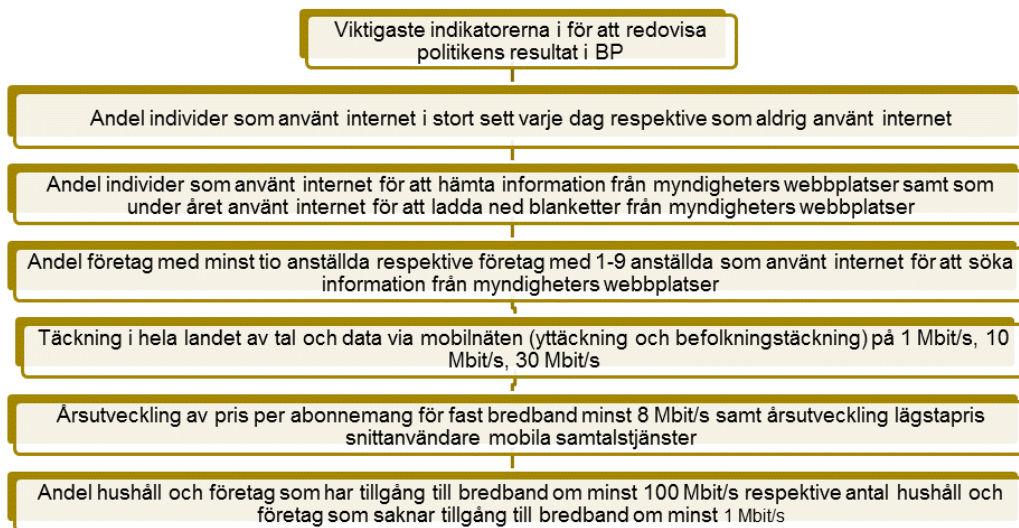 Viktigaste indikatorerna i för att redovisa
politikens resultat i BP
Andel individer som använt internet i stort sett varje dag respektive som aldrig använt internet
Andel individer som använt internet för att hämta information från myndigheters webbplatser samt som
under året använt internet för att ladda ned blanketter från myndigheters webbplatser
Andel företag med minst tio anställda respektive företag med 1-9 anställda som använt internet för att söka
information från myndigheters webbplatser
Täckning i hela landet av tal och data via mobilnäten (yttäckning och befolkningstäckning) på 1 Mbit/s, 10
Mbit/s, 30 Mbit/s
Årsutveckling av pris per abonnemang för fast bredband minst 8 Mbit/s samt årsutveckling lägstapris
snittanvändare mobila samtalstjänster
Andel hushåll och företag som har tillgång till bredband om minst 100 Mbit/s respektive antal hushåll och
företag som saknar tillgång till bredband om minst 1 Mbit/s